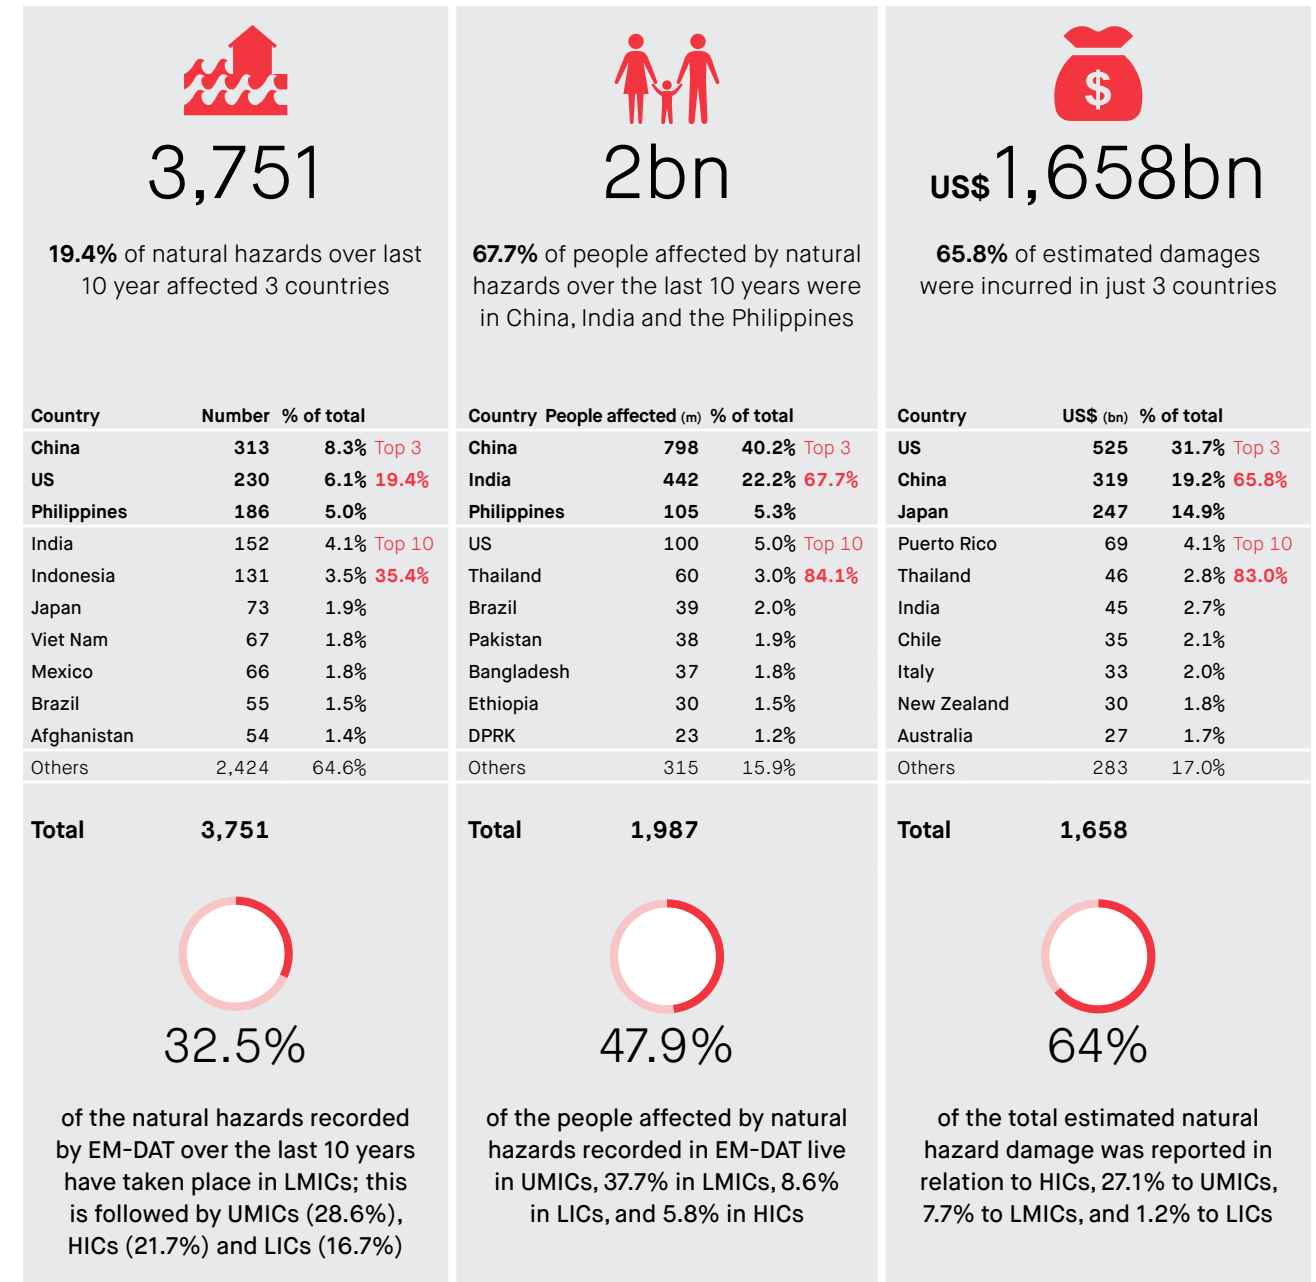 3,751
19.4% of natural hazards over last
10 year affected 3 countries
Country Number % of total
China 313 8.3% Top 3
US 230 6.1% 19.4%
Philippines 186 5.0%
India 152 4.1% Top 10
Indonesia 131 3.5% 35.4%
Japan 73 1.9%
Viet Nam 67 1.8%
Mexico 66 1.8%
Brazil 55 1.5%
Afghanistan 54 1.4%
Others 2,424 64.6%
Total 3,751
32.5%
of the natural hazards recorded
by EM-DAT over the last 10 years
have taken place in LMICs; this
is followed by UMICs (28.6%),
HICs (21.7%) and LICs (16.7%)
2bn
67.7% of people affected by natural
hazards over the last 10 years were
in China, India and the Philippines
Country People affected (m) % of total
China 798 40.2% Top 3
India 442 22.2% 67.7%
Philippines 105 5.3%
US 100 5.0% Top 10
Thailand 60 3.0% 84.1%
Brazil 39 2.0%
Pakistan 38 1.9%
Bangladesh 37 1.8%
Ethiopia 30 1.5%
DPRK 23 1.2%
Others 315 15.9%
Total 1,987
47.9%
of the people affected by natural
hazards recorded in EM-DAT live
in UMICs, 37.7% in LMICs, 8.6%
in LICs, and 5.8% in HICs
$
US$1,658bn
65.8% of estimated damages
were incurred in just 3 countries
Country US$ (bn) % of total
US 525 31.7% Top 3
China 319 19.2% 65.8%
Japan 247 14.9%
Puerto Rico 69 4.1% Top 10
Thailand 46 2.8% 83.0%
India 45 2.7%
Chile 35 2.1%
Italy 33 2.0%
New Zealand 30 1.8%
Australia 27 1.7%
Others 283 17.0%
Total 1,658
64%
of the total estimated natural
hazard damage was reported in
relation to HICs, 27.1% to UMICs,
7.7% to LMICs, and 1.2% to LICs